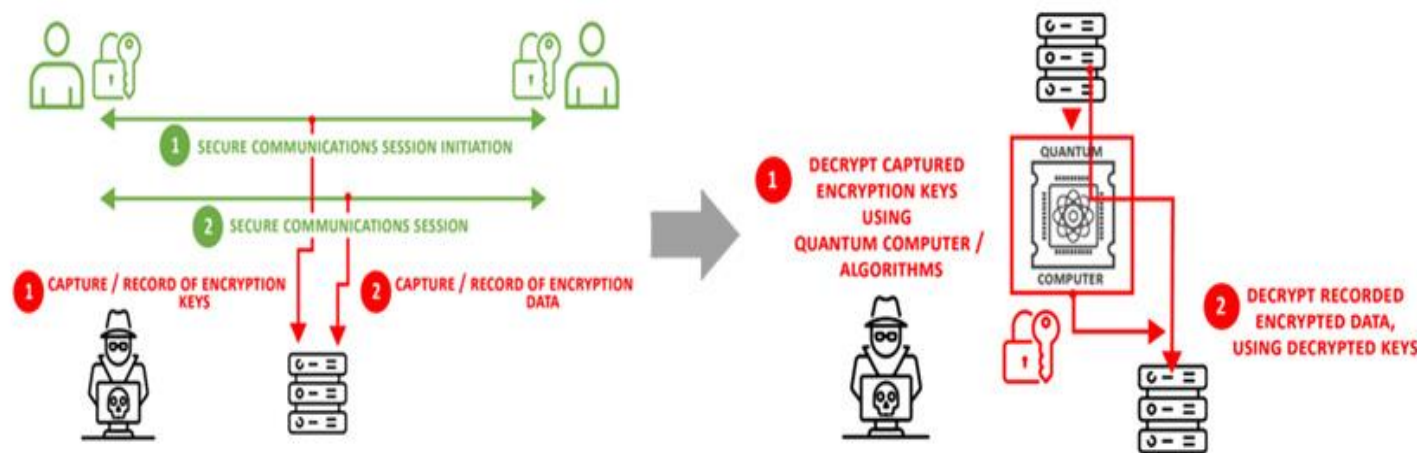 1 SECURE COMMUNICATIONS SESSION INITIATION
2 SECURE COMMUNICATIONS SESSION
1 CAPTURE / RECORD OF ENCRYPTION
KEYS
2 CAPTURE / RECORD OF ENCRYPTION
DATA
1 DECRYPT CAPTURED
ENCRYPTION KEYS
USING
QUANTUM COMPUTER /
ALGORITHMS
QUANTUM
COMPUTER
2 DECRYPT RECORDED
ENCRYPTED DATA,
USING DECRYPTED KEYS